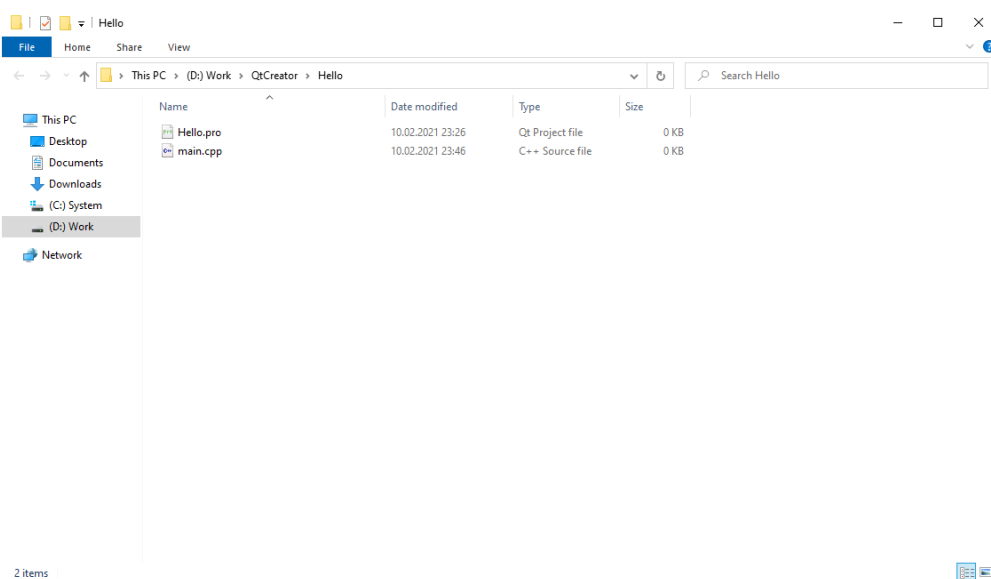 Hello
File Home Share View
This PC > (D:) Work > QtCreator > Hello
Search Hello
Name Date modified Type Size
This PC
Desktop
Documents
Downloads
(C:) System
(D:) Work
Network
Hello.pro 10.02.2021 23:26 Qt Project file 0 KB
main.cpp 10.02.2021 23:46 C++ Source file 0 KB
2 items